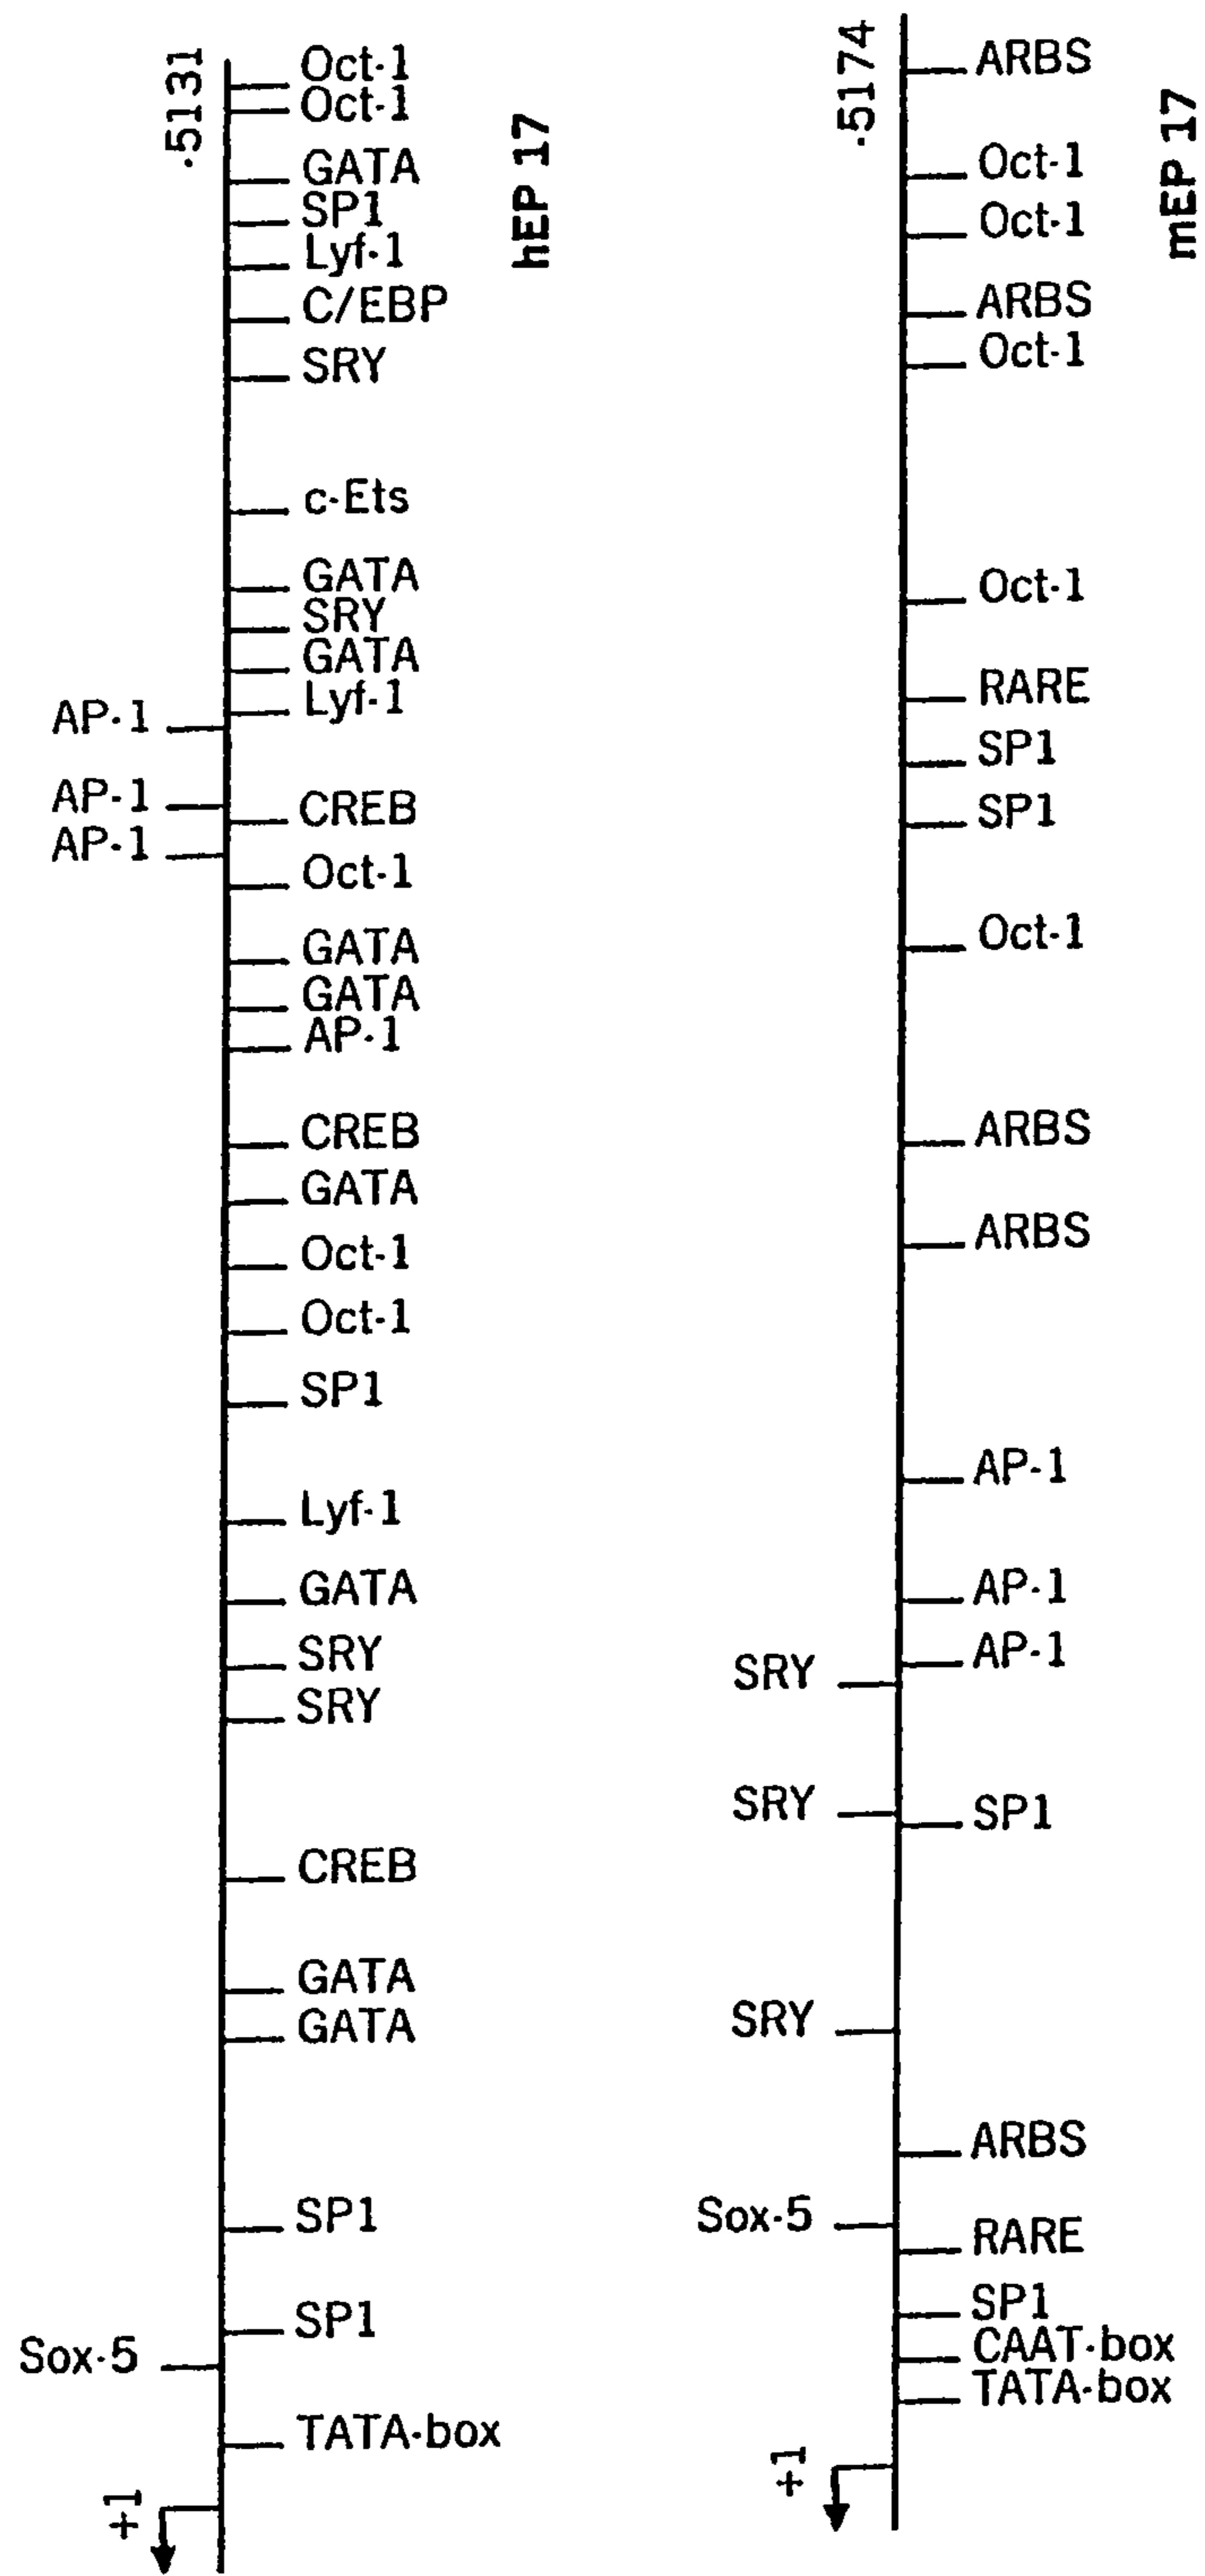 ·5131
Oct-1
Oct-1
GATA
SP1
Lyf-1
C/EBP
SRY
c-Ets
GATA
SRY
GATA
Lyf-1
AP-1
AP-1
CREB
AP-1
Oct-1
GATA
GATA
AP-1
CREB
GATA
Oct-1
Oct-1
SP1
Lyf-1
GATA
SRY
SRY
CREB
GATA
GATA
SP1
SP1
Sox-5
TATA-box
+1
hEP 17
·5174
ARBS
Oct-1
Oct-1
ARBS
Oct-1
Oct-1
RARE
SP1
SP1
Oct-1
ARBS
ARBS
AP-1
AP-1
AP-1
SRY
SRY
SP1
SRY
ARBS
Sox-5
RARE
SP1
CAAT-box
TATA-box
+1
mEP 17